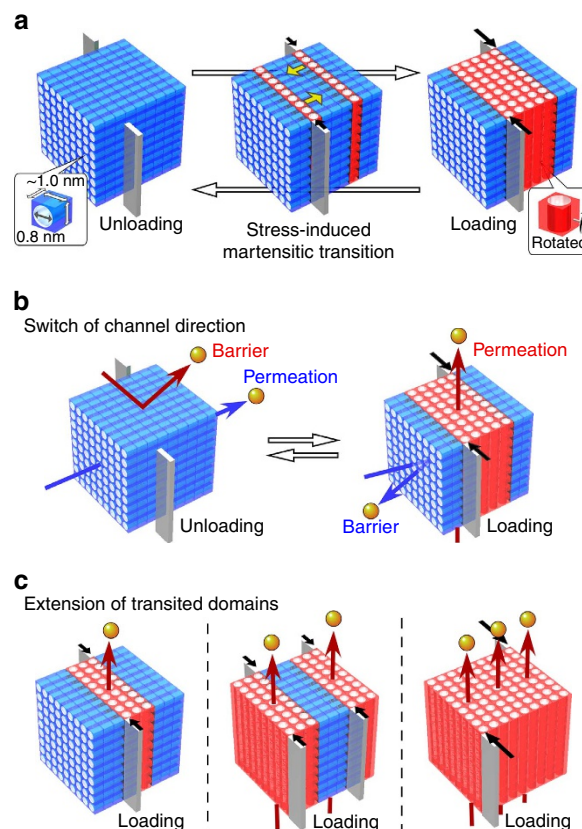 a
~1.0 nm
0.8 nm
Unloading
Stress-induced
martensitic transition
Loading
Rotated
b
Switch of channel direction
Barrier
Permeation
Permeation
Barrier
Unloading
Loading
c
Extension of transited domains
Loading
Loading
Loading